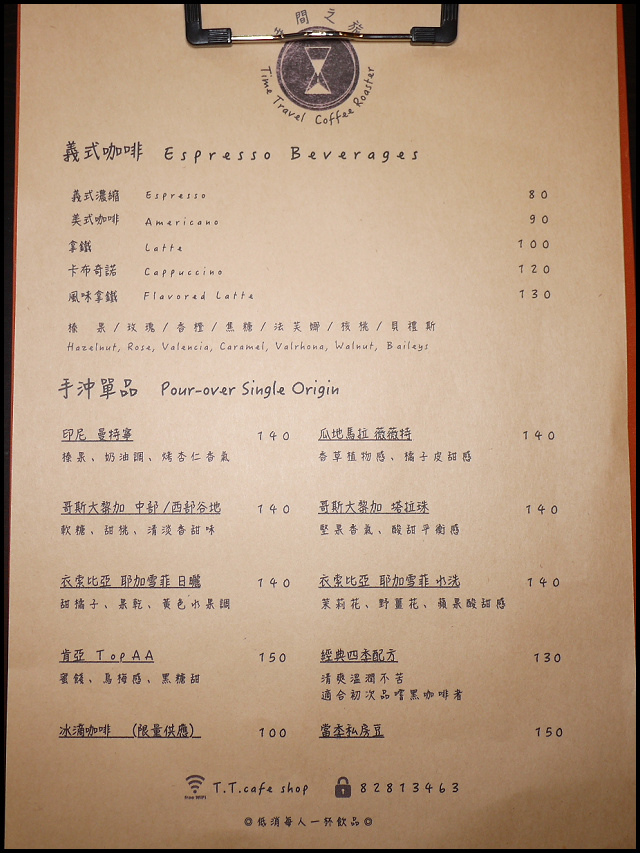 時間之旅
Time Travel Coffee Roaster
義式咖啡 Espresso Beverages
義式濃縮 Espresso 80
美式咖啡 Americano 90
拿鐵 Latte 100
卡布奇諾 Cappuccino 120
風味拿鐵 Flavored Latte 130
榛果/玫瑰/香橙/焦糖/法芙娜/核桃/貝禮斯
Hazelnut, Rose, Valencia, Caramel, Valrhona, Walnut, Baileys
手沖單品 Pour-over Single Origin
印尼 曼特寧 140
榛果、奶油調、烤杏仁香氣
瓜地馬拉 薇薇特 140
香草植物感、橘子皮甜感
哥斯大黎加 中部/西部谷地 140
軟糖、甜桃、清淡香甜味
哥斯大黎加 塔拉珠 140
堅果香氣、酸甜平衡感
衣索比亞 耶加雪菲 日曬 140
甜橘子、果乾、黃色水果調
衣索比亞 耶加雪菲 水洗 140
茉莉花、野薑花、蘋果酸甜感
肯亞 TopAA 150
蜜餞、烏梅感、黑糖甜
經典四季配方 130
清爽溫潤不苦
適合初次品嚐黑咖啡者
冰滴咖啡 (限量供應) 100
當季私房豆 150
free WiFi T.T.cafe shop 82813463
◎低消每人一杯飲品◎